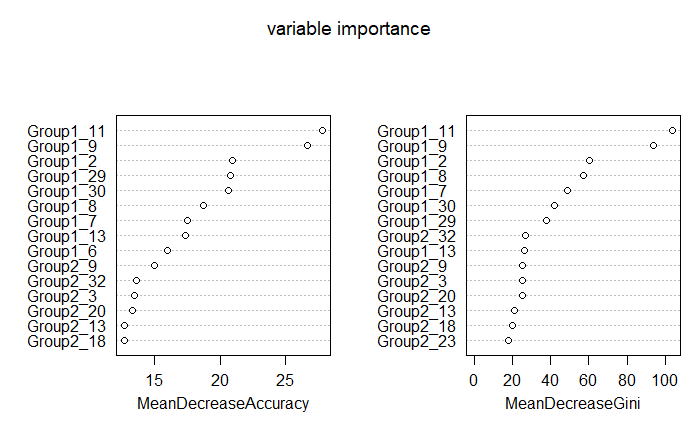 variable importance
Group1_11
Group1_9
Group1_2
Group1_29
Group1_30
Group1_8
Group1_7
Group1_13
Group1_6
Group2_9
Group2_32
Group2_3
Group2_20
Group2_13
Group2_18
15 20 25
MeanDecreaseAccuracy
Group1_11
Group1_9
Group1_2
Group1_8
Group1_7
Group1_30
Group1_29
Group2_32
Group1_13
Group2_9
Group2_3
Group2_20
Group2_13
Group2_18
Group2_23
0 20 40 60 80 100
MeanDecreaseGini